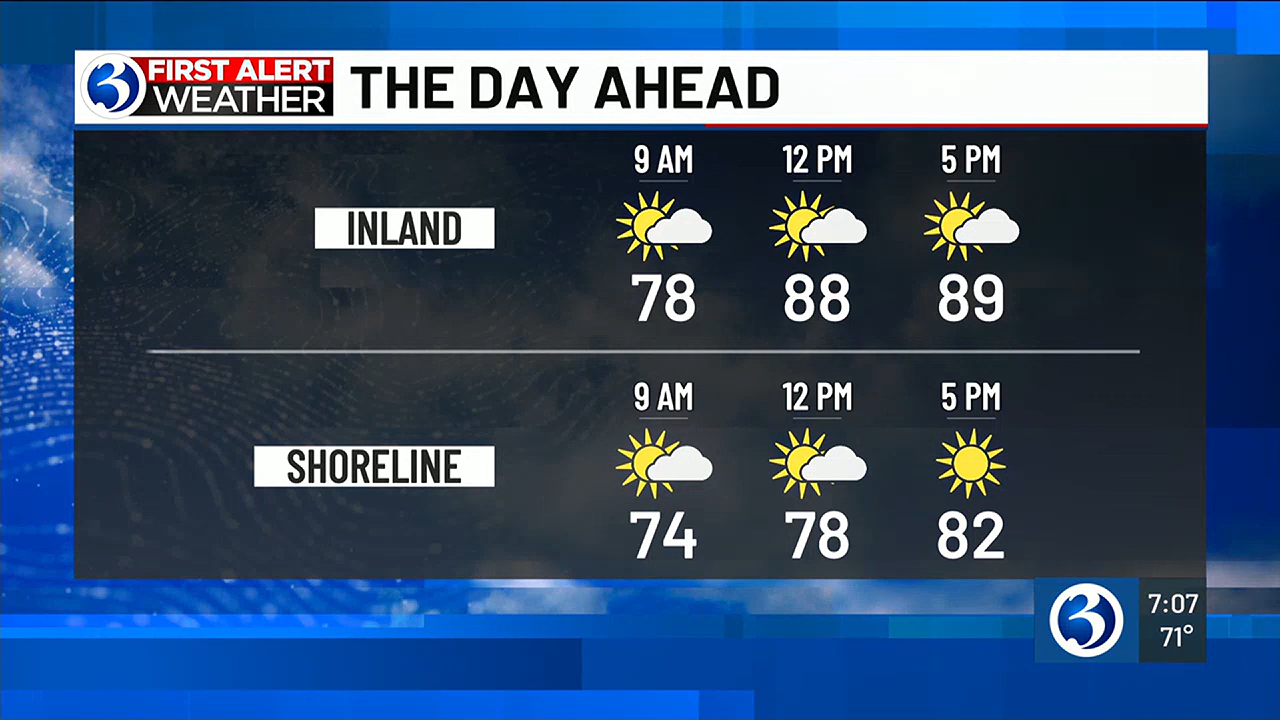 3 FIRST ALERT
WEATHER
THE DAY AHEAD
INLAND
9 AM 12 PM 5 PM
78 88 89
SHORELINE
9 AM 12 PM 5 PM
74 78 82
3
7:07
71°